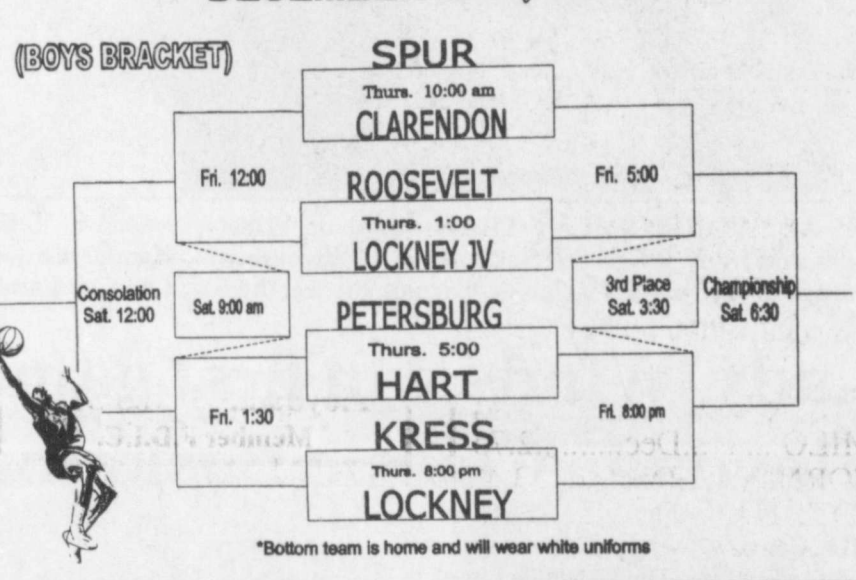 (BOYS BRACKET)
SPUR
Thurs. 10:00 am
CLARENDON
Fri. 12:00
ROOSEVELT
Fri. 5:00
Thurs. 1:00
LOCKNEY JV
Consolation
Sat. 12:00
Sat. 9:00 am
3rd Place
Sat. 3:30
Championship
Sat. 6:30
PETERSBURG
Thurs. 5:00
HART
Fri. 1:30
Fri. 8:00 pm
KRESS
Thurs. 8:00 pm
LOCKNEY
*Bottom team is home and will wear white uniforms